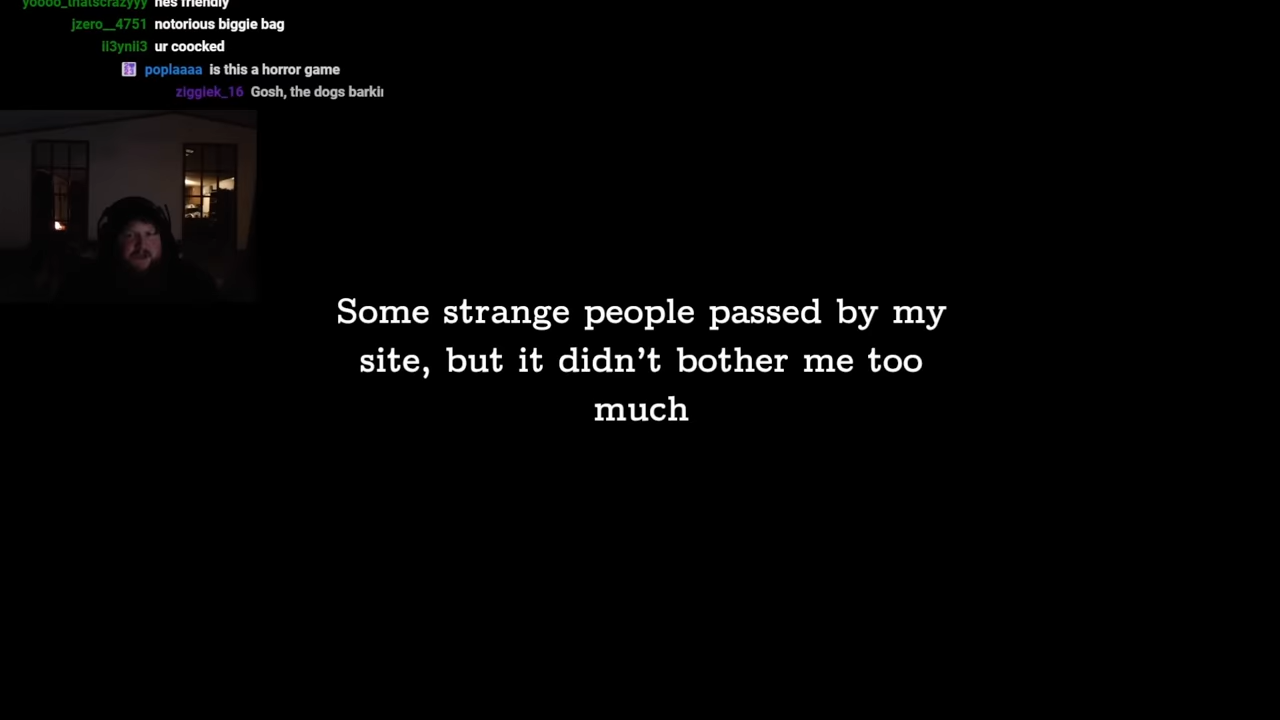 yoooo_thatscrazyyy hes friendly
jzero__4751 notorious biggie bag
ii3ynii3 ur coocked
poplaaaa is this a horror game
ziggiek_16 Gosh, the dogs barki
Some strange people passed by my
site, but it didn't bother me too
much